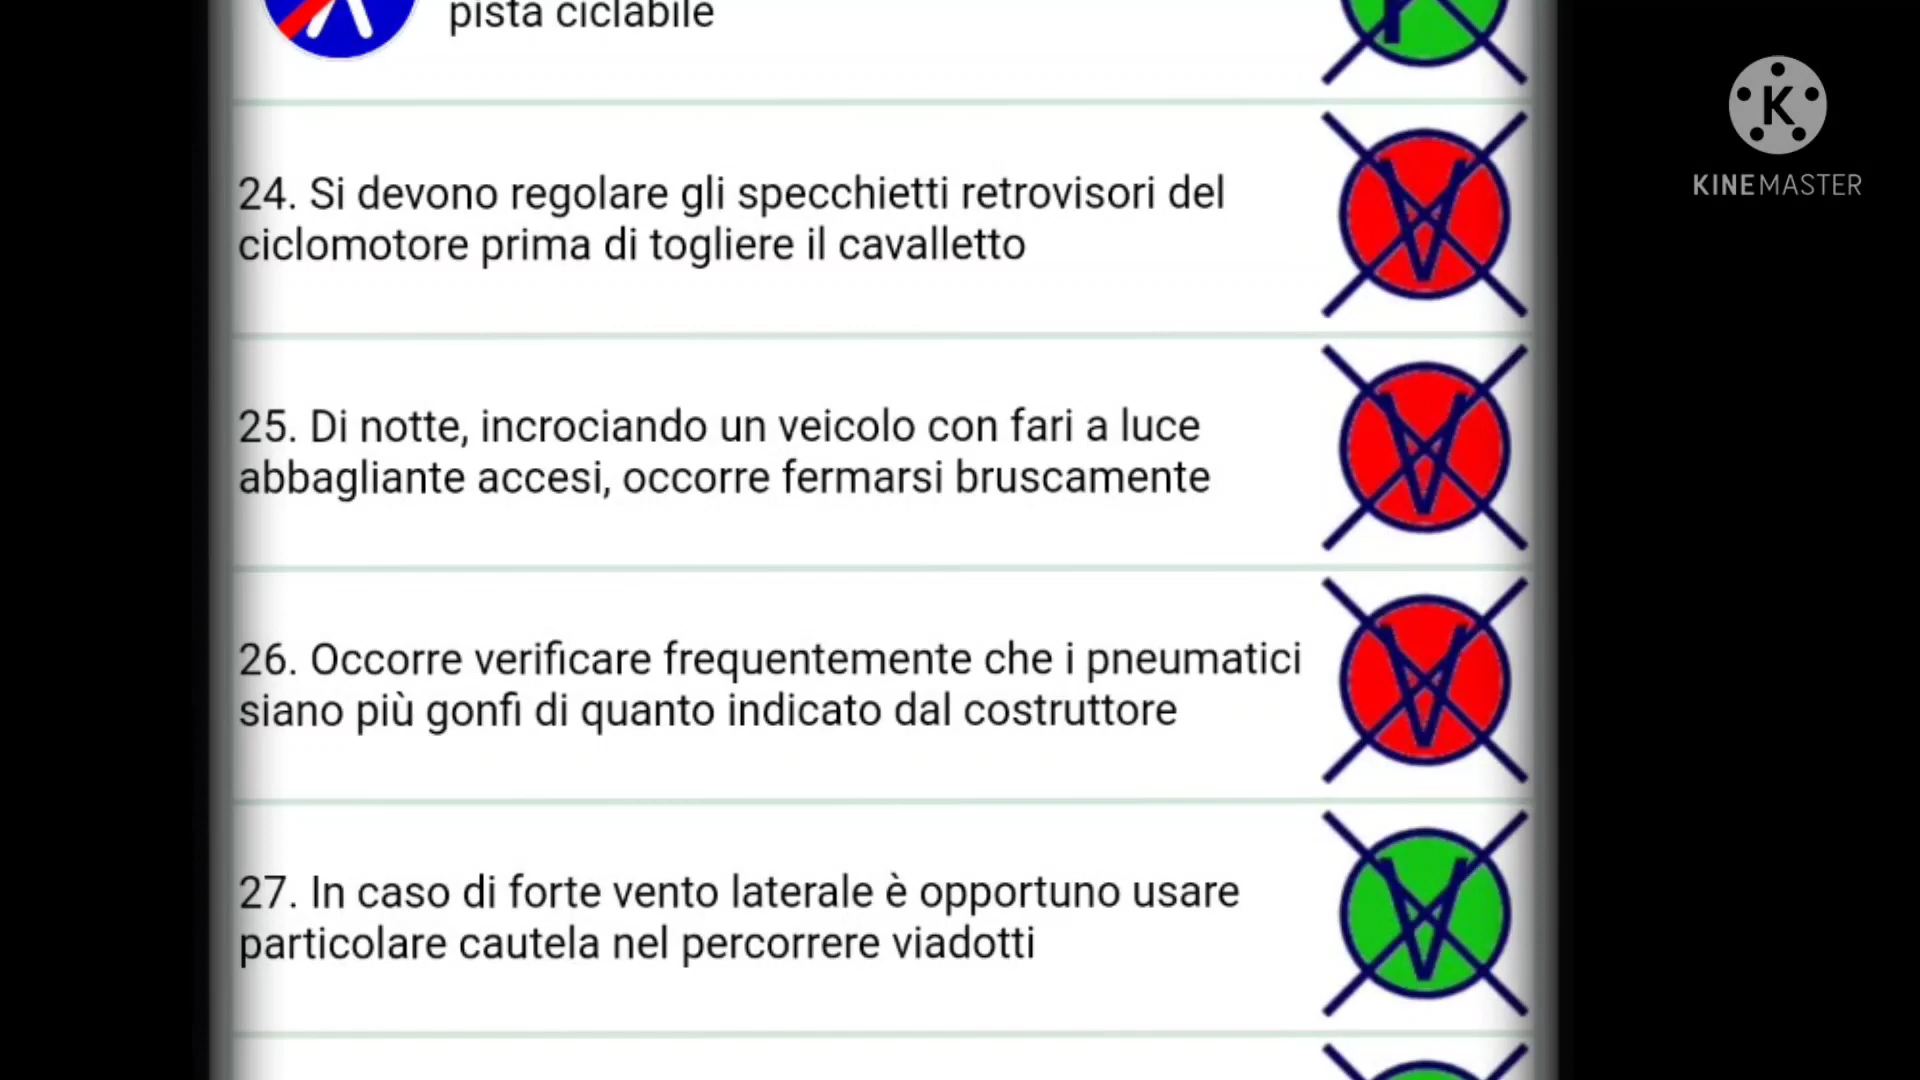 pista ciclabile
F
24. Si devono regolare gli specchietti retrovisori del
ciclomotore prima di togliere il cavalletto
V
25. Di notte, incrociando un veicolo con fari a luce
abbagliante accesi, occorre fermarsi bruscamente
V
26. Occorre verificare frequentemente che i pneumatici
siano più gonfi di quanto indicato dal costruttore
V
27. In caso di forte vento laterale è opportuno usare
particolare cautela nel percorrere viadotti
V
K
KINEMASTER